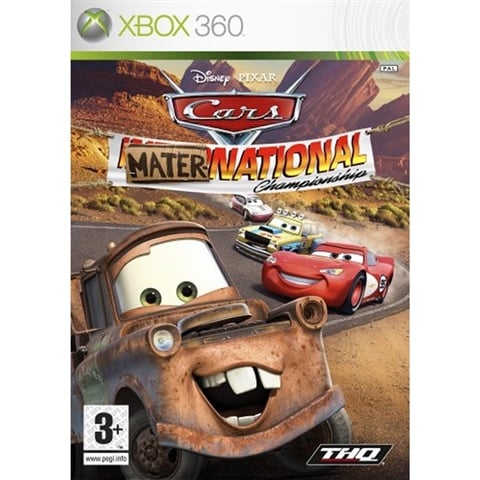 XBOX 360
PAL
Disney · PIXAR
Cars
MATER NATIONAL
Championship
3+
www.pegi.info
THQ